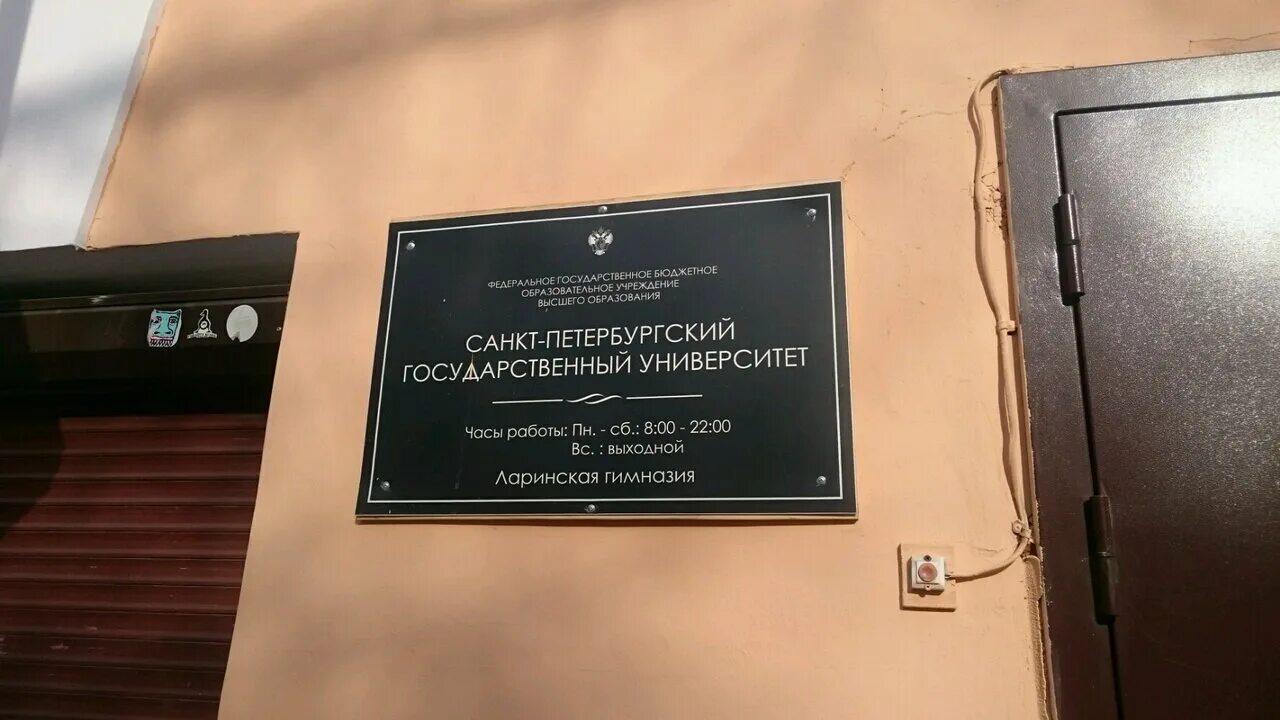 ФЕДЕРАЛЬНОЕ ГОСУДАРСТВЕННОЕ БЮДЖЕТНОЕ
ОБРАЗОВАТЕЛЬНОЕ УЧРЕЖДЕНИЕ
ВЫСШЕГО ОБРАЗОВАНИЯ
САНКТ-ПЕТЕРБУРГСКИЙ
ГОСУДАРСТВЕННЫЙ УНИВЕРСИТЕТ
Часы работы: Пн. - сб.: 8:00 - 22:00
Вс. : выходной
Ларинская гимназия